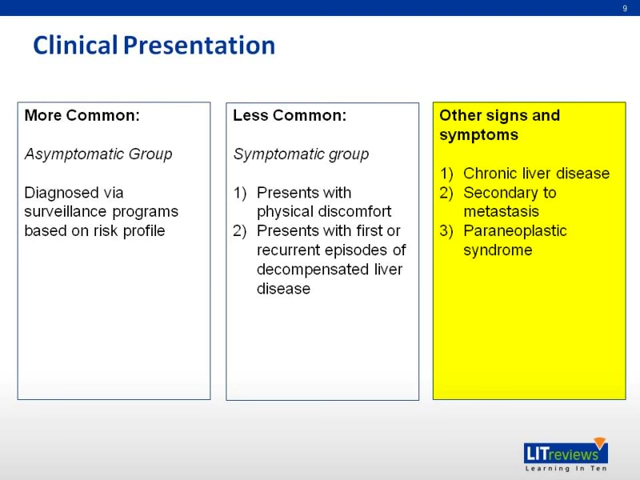 9
Clinical Presentation
More Common:
Asymptomatic Group
Diagnosed via
surveillance programs
based on risk profile
Less Common:
Symptomatic group
1) Presents with
physical discomfort
2) Presents with first or
recurrent episodes of
decompensated liver
disease
Other signs and
symptoms
1) Chronic liver disease
2) Secondary to
metastasis
3) Paraneoplastic
syndrome
LITreviews
Learning In Ten